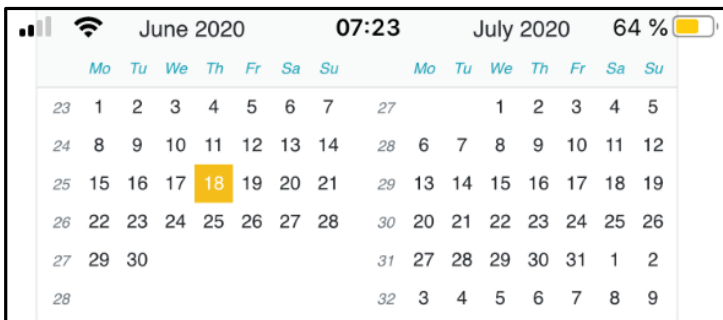 June 2020 07:23 July 2020 64 %
Mo Tu We Th Fr Sa Su Mo Tu We Th Fr Sa Su
23 1 2 3 4 5 6 7 27 1 2 3 4 5
24 8 9 10 11 12 13 14 28 6 7 8 9 10 11 12
25 15 16 17 18 19 20 21 29 13 14 15 16 17 18 19
26 22 23 24 25 26 27 28 30 20 21 22 23 24 25 26
27 29 30 31 27 28 29 30 31 1 2
28 32 3 4 5 6 7 8 9